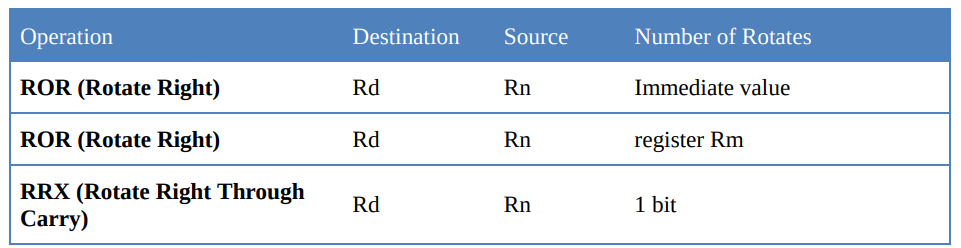 Operation Destination Source Number of Rotates
ROR (Rotate Right) Rd Rn Immediate value
ROR (Rotate Right) Rd Rn register Rm
RRX (Rotate Right Through
Carry) Rd Rn 1 bit